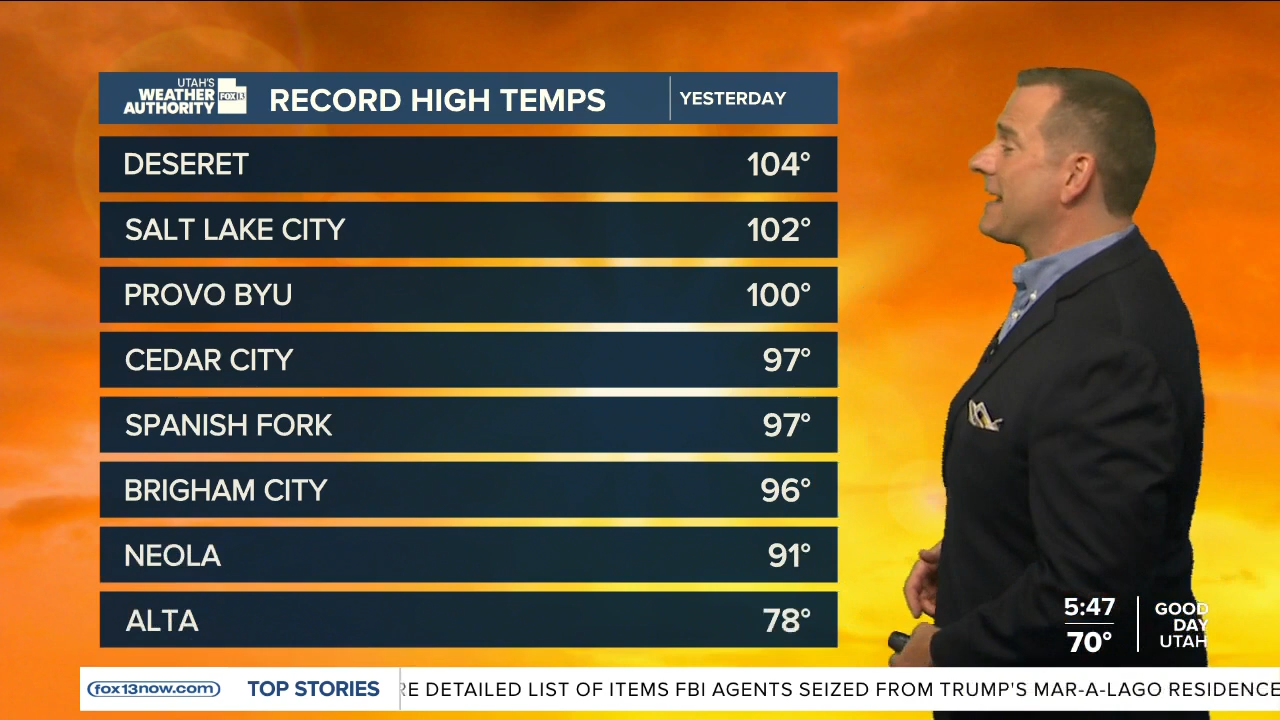 UTAH'S
WEATHER
AUTHORITY
FOX 13
RECORD HIGH TEMPS
YESTERDAY
DESERET 104°
SALT LAKE CITY 102°
PROVO BYU 100°
CEDAR CITY 97°
SPANISH FORK 97°
BRIGHAM CITY 96°
NEOLA 91°
ALTA 78°
5:47
70°
GOOD
DAY
UTAH
fox13now.com
TOP STORIES
RE DETAILED LIST OF ITEMS FBI AGENTS SEIZED FROM TRUMP'S MAR-A-LAGO RESIDENCE